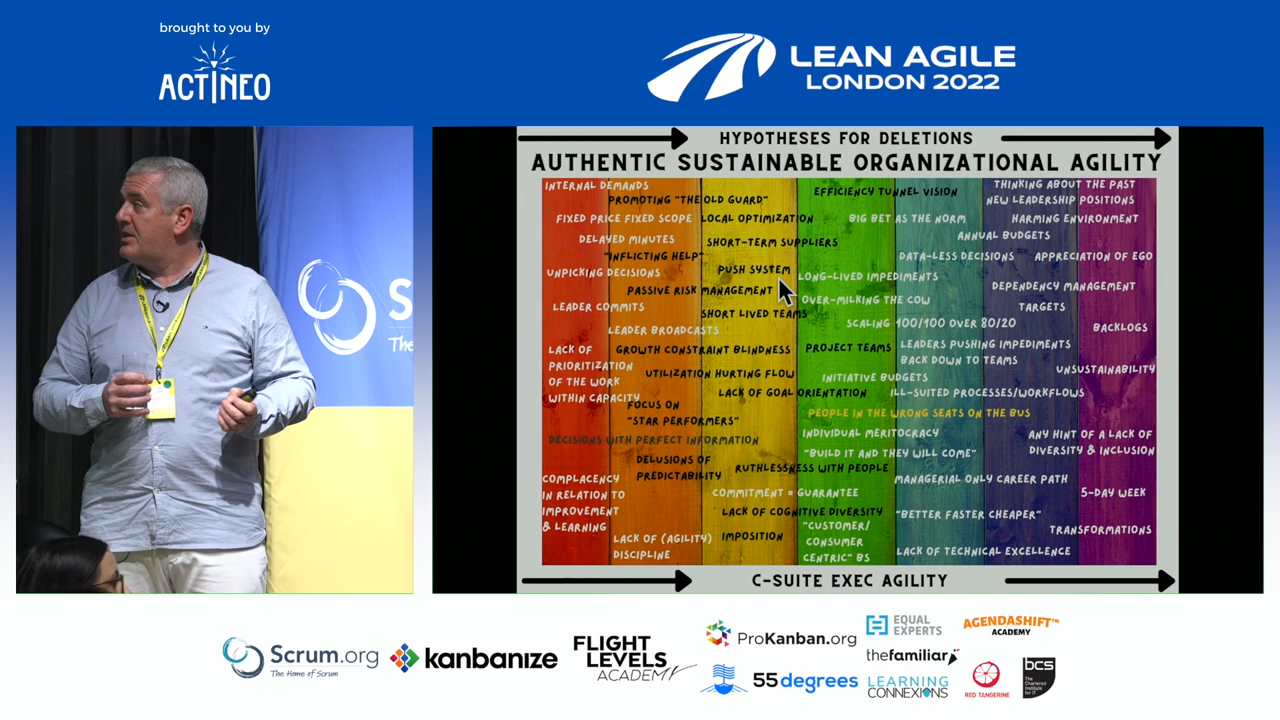 brought to you by
ACTINEO
LEAN AGILE
LONDON 2022
S
The
HYPOTHESES FOR DELETIONS
AUTHENTIC SUSTAINABLE ORGANIZATIONAL AGILITY
INTERNAL DEMANDS
PROMOTING "THE OLD GUARD"
EFFICIENCY TUNNEL VISION
THINKING ABOUT THE PAST
NEW LEADERSHIP POSITIONS
FIXED PRICE FIXED SCOPE
LOCAL OPTIMIZATION
BIG BET AS THE NORM
HARMING ENVIRONMENT
DELAYED MINUTES
SHORT-TERM SUPPLIERS
ANNUAL BUDGETS
"INFLICTING HELP"
DATA-LESS DECISIONS
APPRECIATION OF EGO
UNPICKING DECISIONS
PUSH SYSTEM
LONG-LIVED IMPEDIMENTS
PASSIVE RISK MANAGEMENT
DEPENDENCY MANAGEMENT
LEADER COMMITS
OVER-MILKING THE COW
TARGETS
SHORT LIVED TEAMS
LEADER BROADCASTS
SCALING 100/100 OVER 80/20
BACKLOGS
LACK OF
PRIORITIZATION
OF THE WORK
WITHIN CAPACITY
GROWTH CONSTRAINT BLINDNESS
PROJECT TEAMS
LEADERS PUSHING IMPEDIMENTS
BACK DOWN TO TEAMS
UTILIZATION HURTING FLOW
INITIATIVE BUDGETS
UNSUSTAINABILITY
LACK OF GOAL ORIENTATION
ILL-SUITED PROCESSES/WORKFLOWS
FOCUS ON
"STAR PERFORMERS"
PEOPLE IN THE WRONG SEATS ON THE BUS
DECISIONS WITH PERFECT INFORMATION
INDIVIDUAL MERITOCRACY
ANY HINT OF A LACK OF
DIVERSITY & INCLUSION
"BUILD IT AND THEY WILL COME"
DELUSIONS OF
PREDICTABILITY
RUTHLESSNESS WITH PEOPLE
COMPLACENCY
IN RELATION TO
IMPROVEMENT
& LEARNING
MANAGERIAL ONLY CAREER PATH
COMMITMENT = GUARANTEE
5-DAY WEEK
LACK OF COGNITIVE DIVERSITY
"BETTER FASTER CHEAPER"
"CUSTOMER/
CONSUMER
CENTRIC" BS
TRANSFORMATIONS
LACK OF (AGILITY)
DISCIPLINE
IMPOSITION
LACK OF TECHNICAL EXCELLENCE
C-SUITE EXEC AGILITY
Scrum.org
The Home of Scrum
kanbanize
FLIGHT
LEVELS
ACADEMY
ProKanban.org
55degrees
EQUAL
EXPERTS
AGENDASHIFT™
ACADEMY
thefamiliar
LEARNING
CONNEXIONS
RED TANGERINE
bcs
The
Chartered
Institute
for IT